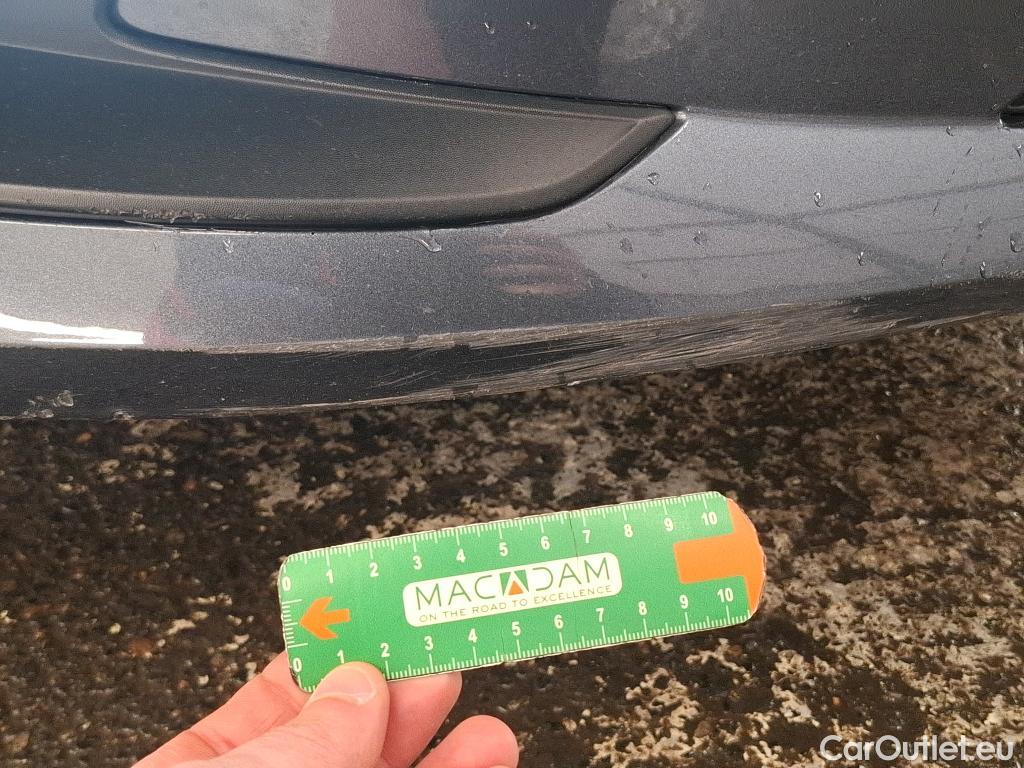 0 1 2 3 4 5 6 7 8 9 10
MACADAM
ON THE ROAD TO EXCELLENCE
0 1 2 3 4 5 6 7 8 9 10
CarOutlet.eu